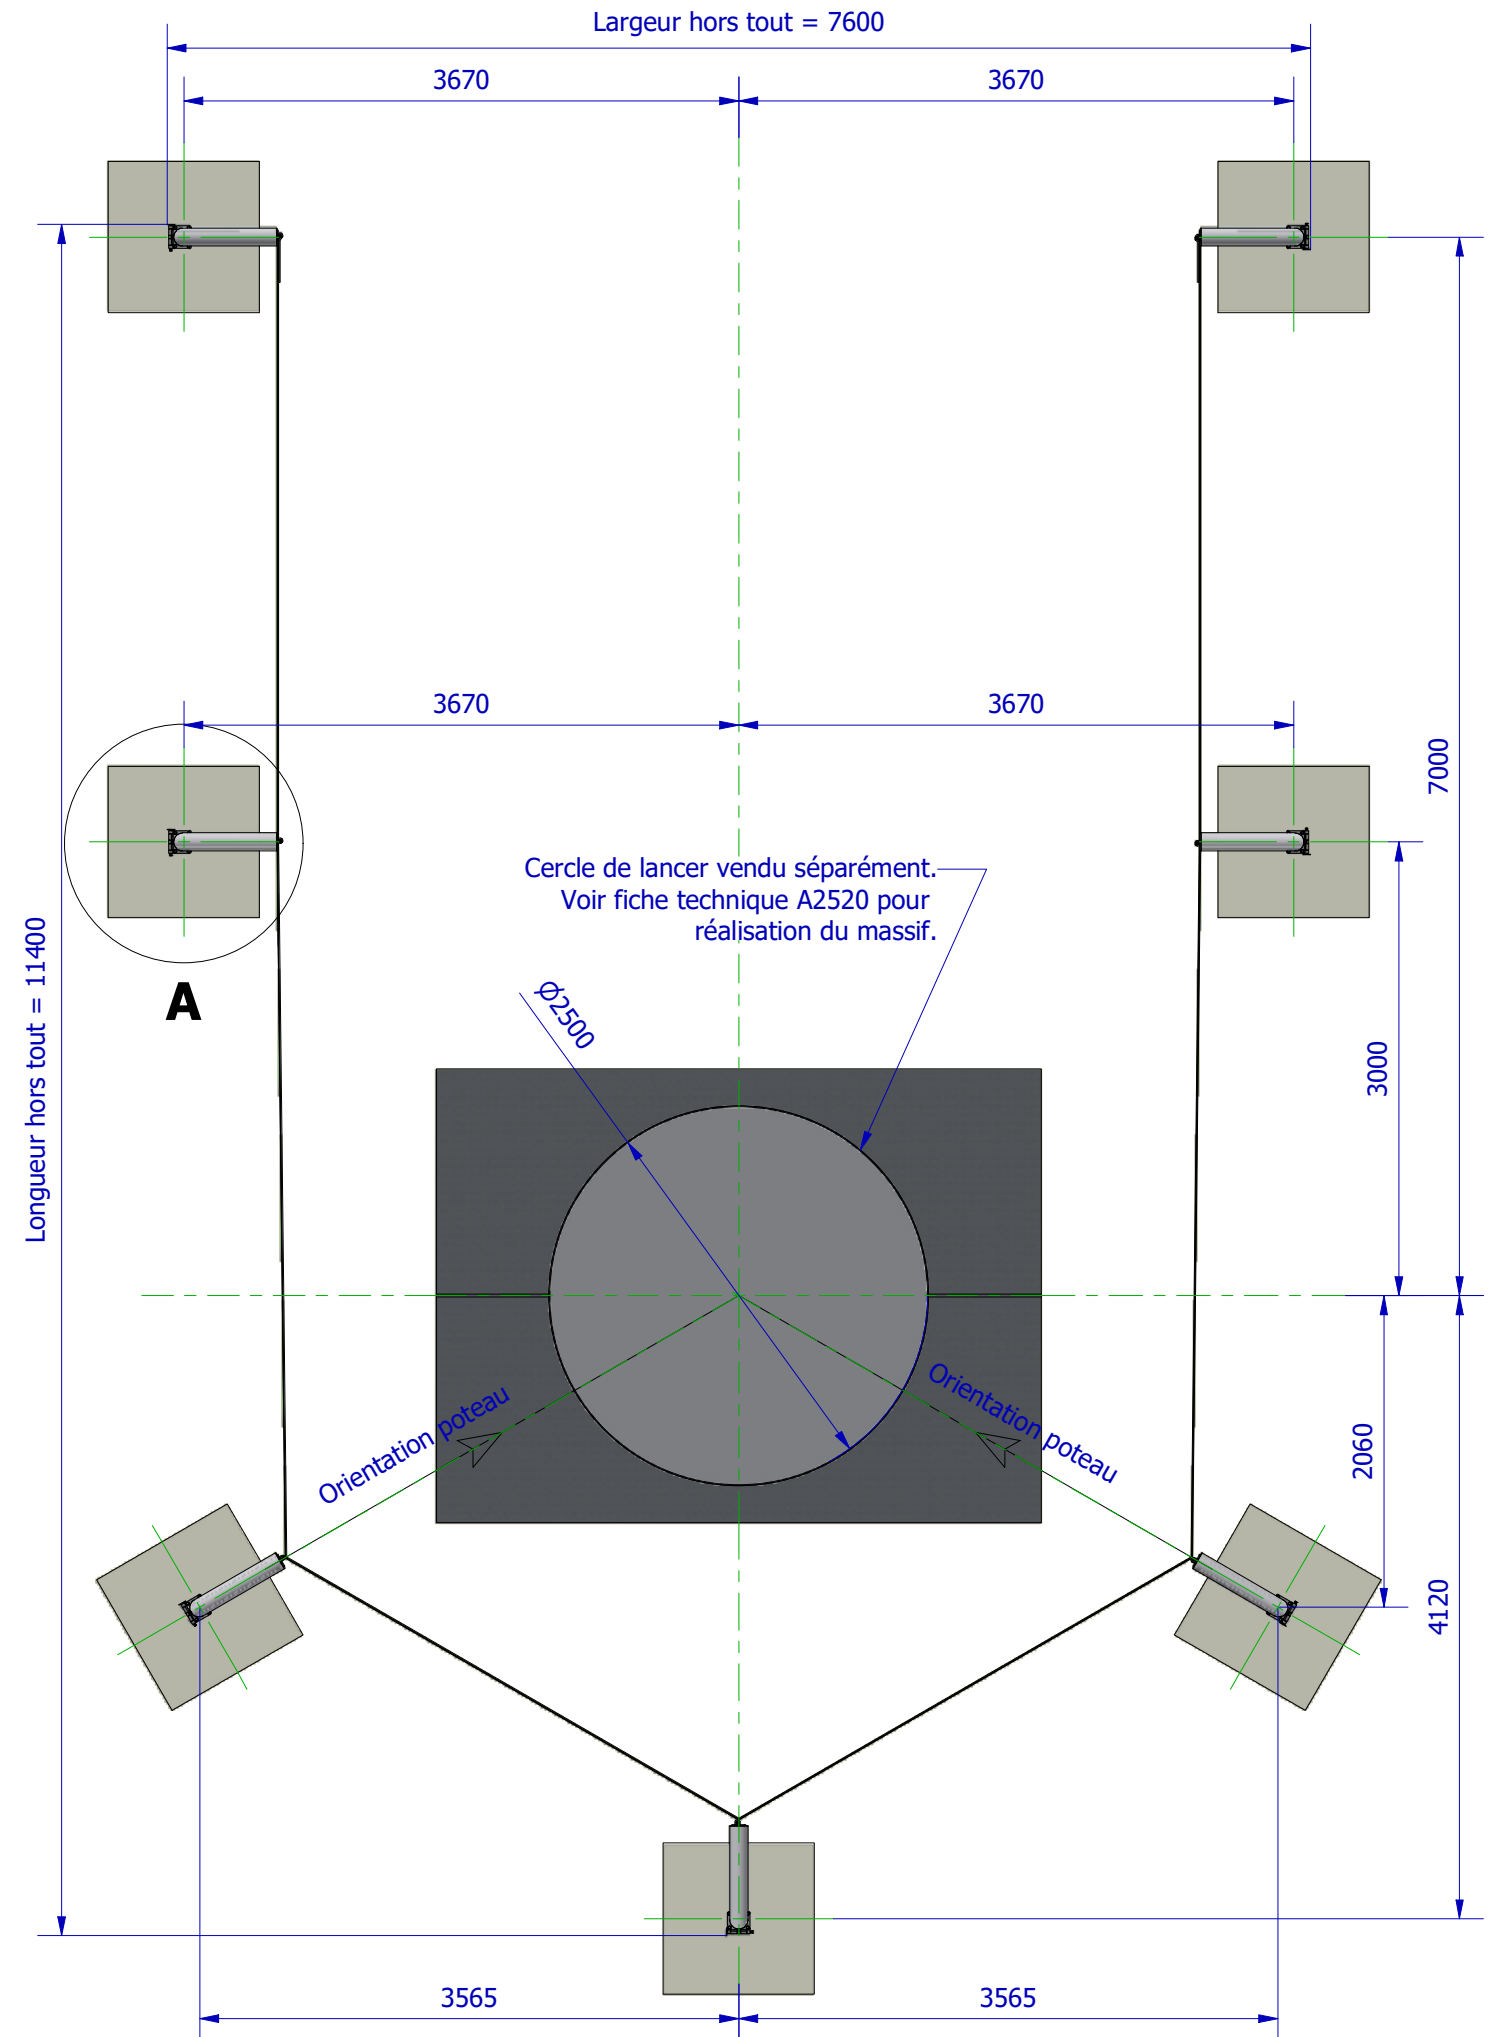 Largeur hors tout = 7600
3670
3670
3670
3670
7000
Cercle de lancer vendu séparément.
Voir fiche technique A2520 pour
réalisation du massif.
Longueur hors tout = 11400
A
Ø2500
3000
Orientation poteau
Orientation poteau
2060
4120
3565
3565